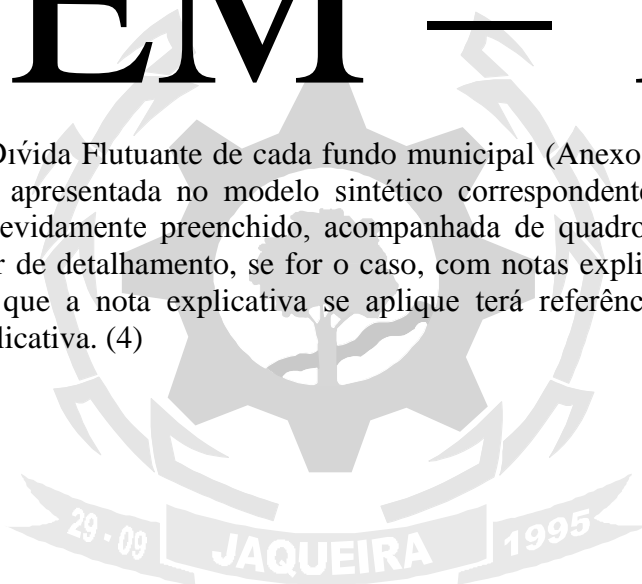 EM –
Dívida Flutuante de cada fundo municipal (Anexo
apresentada no modelo sintético correspondente
evidamente preenchido, acompanhada de quadro
r de detalhamento, se for o caso, com notas expli
que a nota explicativa se aplique terá referênc
licativa. (4)
29 - 09 JAQUEIRA 1995